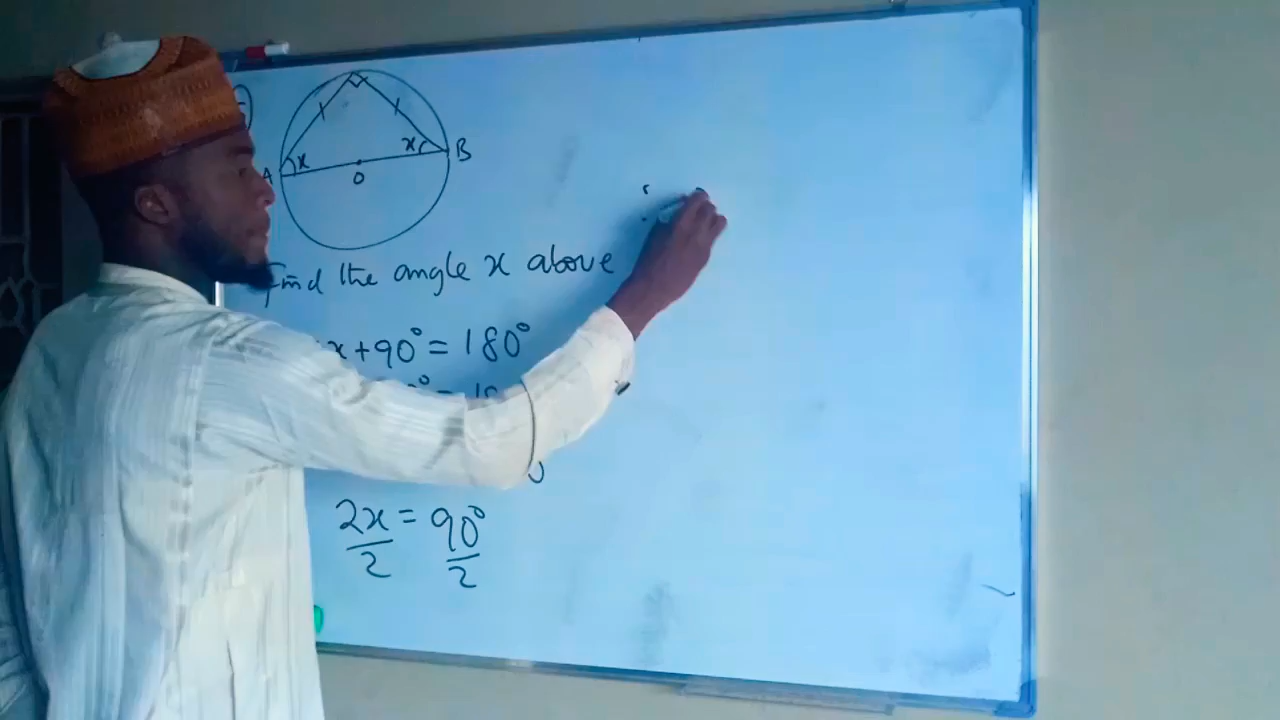 x x B
A O
Find the angle x above
x+90°=180°
2x = 90°
2 2